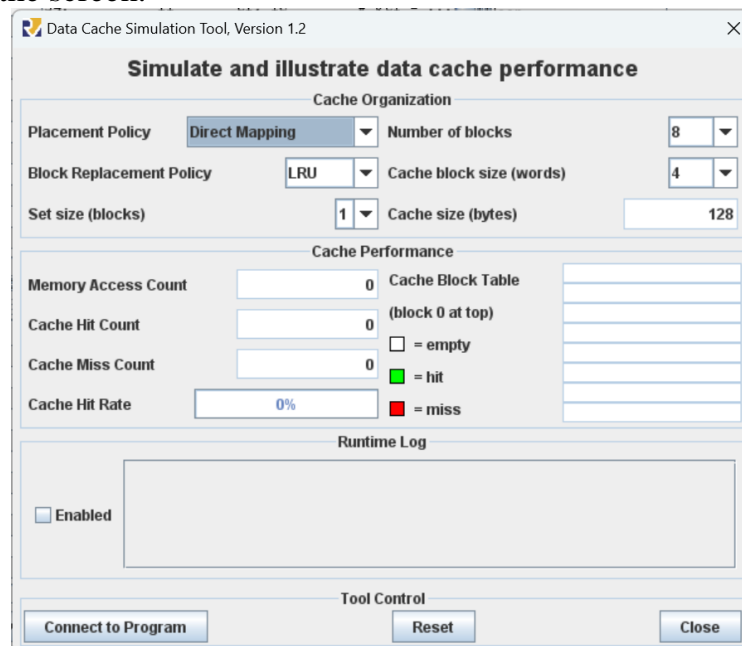 the screen.
Data Cache Simulation Tool, Version 1.2
Simulate and illustrate data cache performance
Cache Organization
Placement Policy Direct Mapping Number of blocks 8
Block Replacement Policy LRU Cache block size (words) 4
Set size (blocks) 1 Cache size (bytes) 128
Cache Performance
Memory Access Count 0 Cache Block Table
(block 0 at top)
Cache Hit Count 0
= empty
Cache Miss Count 0
= hit
Cache Hit Rate 0%
= miss
Runtime Log
Enabled
Tool Control
Connect to Program Reset Close